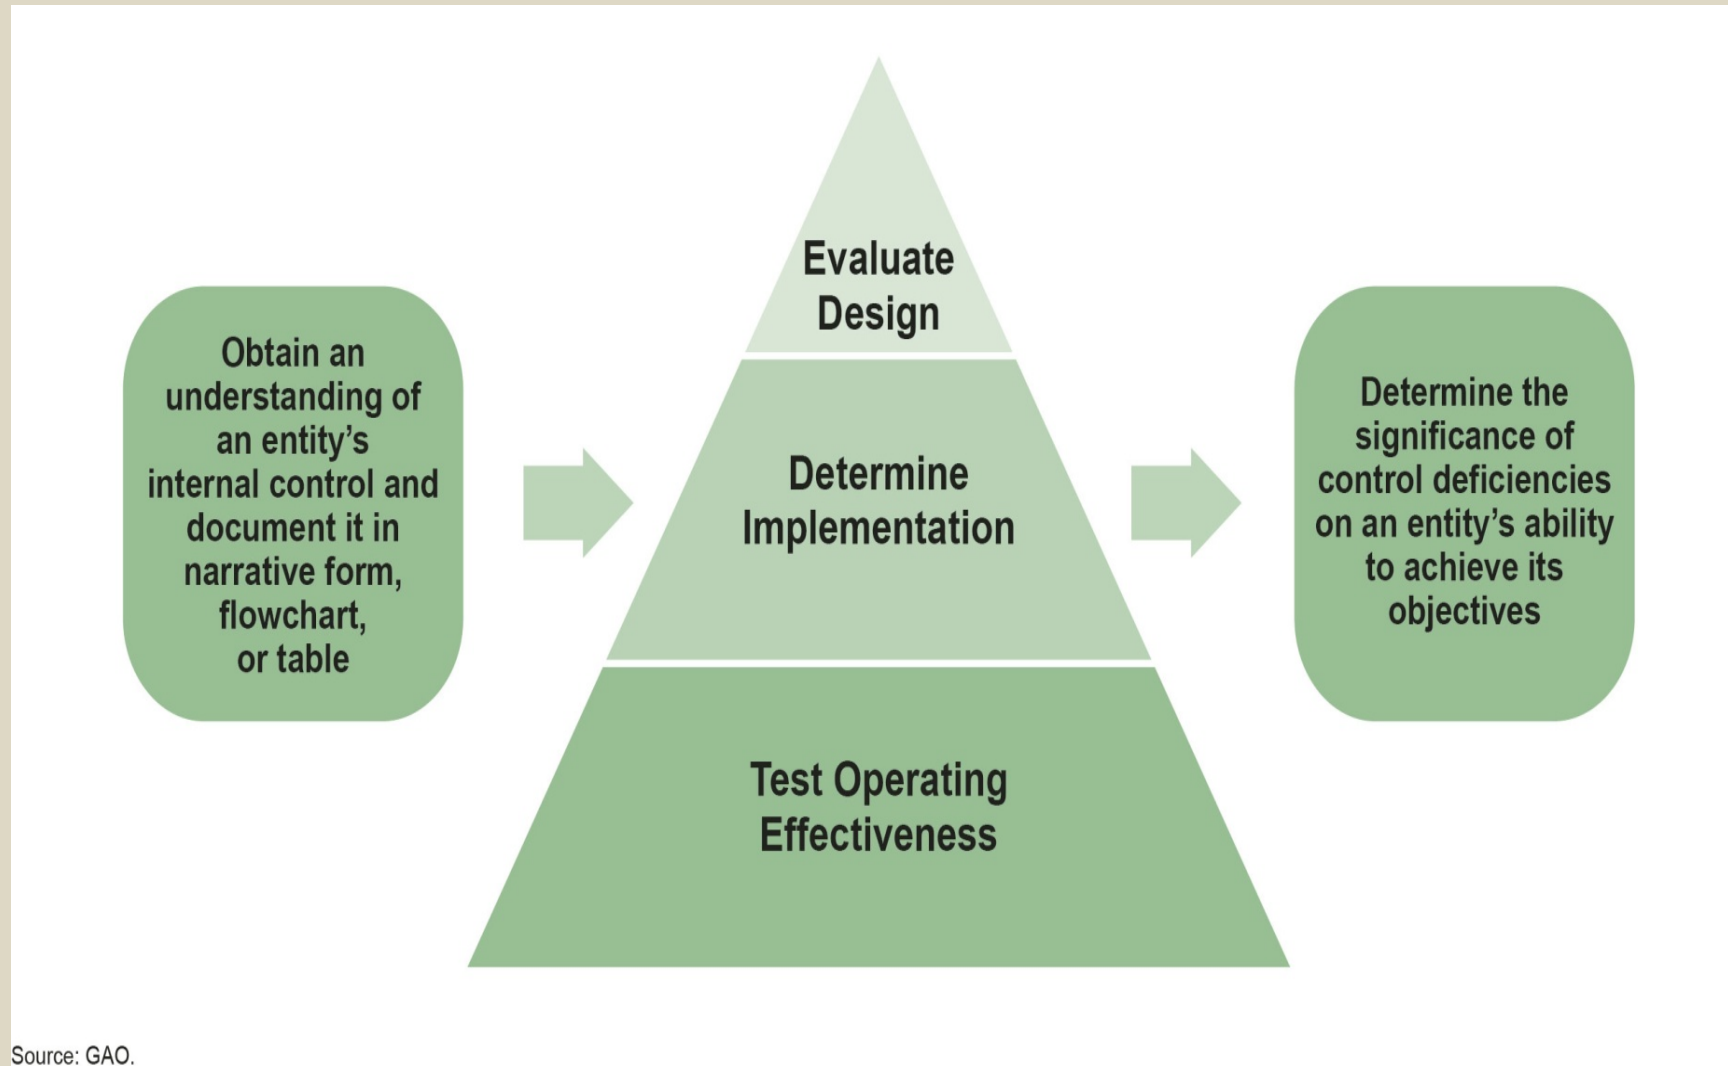 Obtain an
understanding of
an entity’s
internal control and
document it in
narrative form,
flowchart,
or table
Evaluate
Design
Determine
Implementation
Test Operating
Effectiveness
Determine the
significance of
control deficiencies
on an entity’s ability
to achieve its
objectives
Source: GAO.